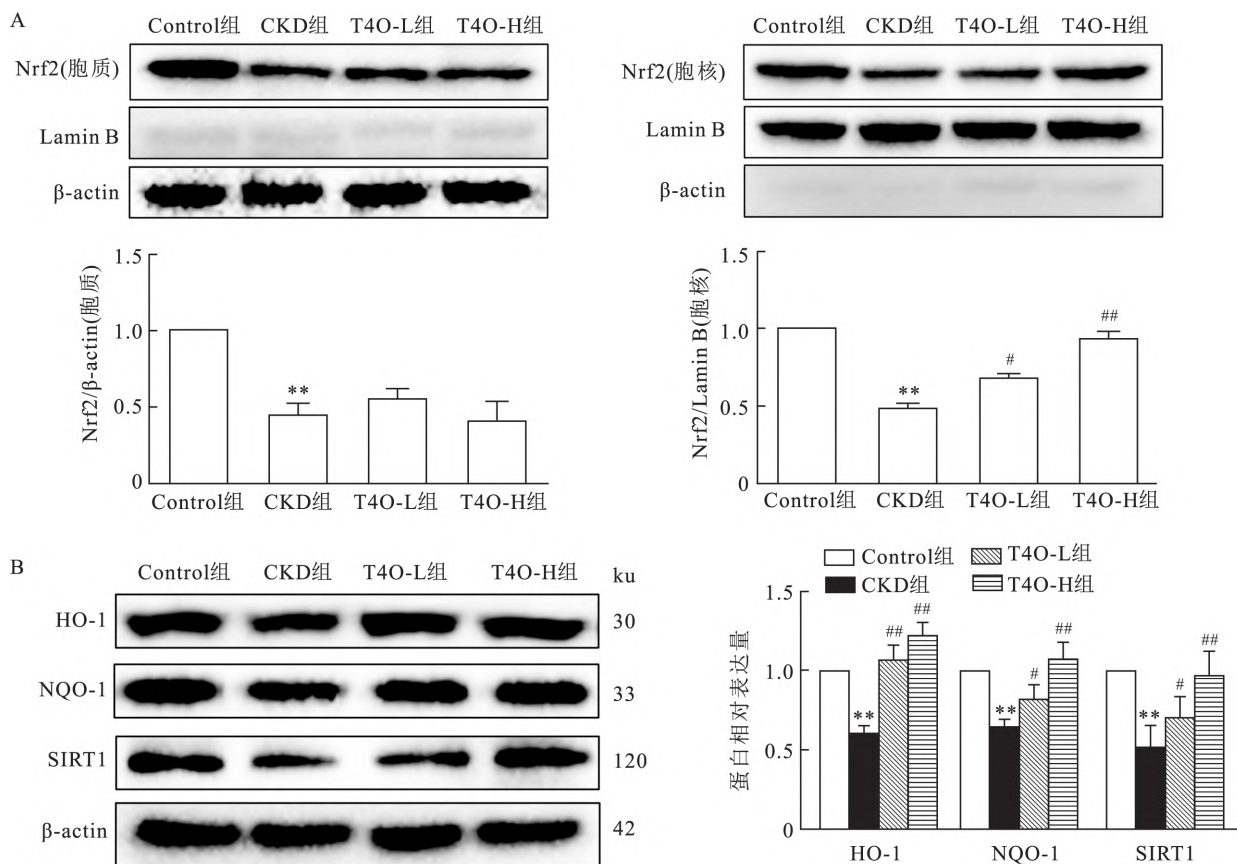 A
Control组 CKD组 T4O-L组 T4O-H组
Nrf2(胞质)
Lamin B
β-actin
Control组 CKD组 T4O-L组 T4O-H组
Nrf2(胞核)
Lamin B
β-actin
Nrf2/β-actin(胞质)
1.5
1.0
0.5
0
**
Control组 CKD组 T4O-L组 T4O-H组
Nrf2/Lamin B(胞核)
1.5
1.0
0.5
0
** # ##
Control组 CKD组 T4O-L组 T4O-H组
B
Control组 CKD组 T4O-L组 T4O-H组 ku
HO-1 30
NQO-1 33
SIRT1 120
β-actin 42
Control组 T4O-L组
CKD组 T4O-H组
蛋白相对表达量
1.5
1.0
0.5
0
** ## ## ** # ## ** # ##
HO-1 NQO-1 SIRT1